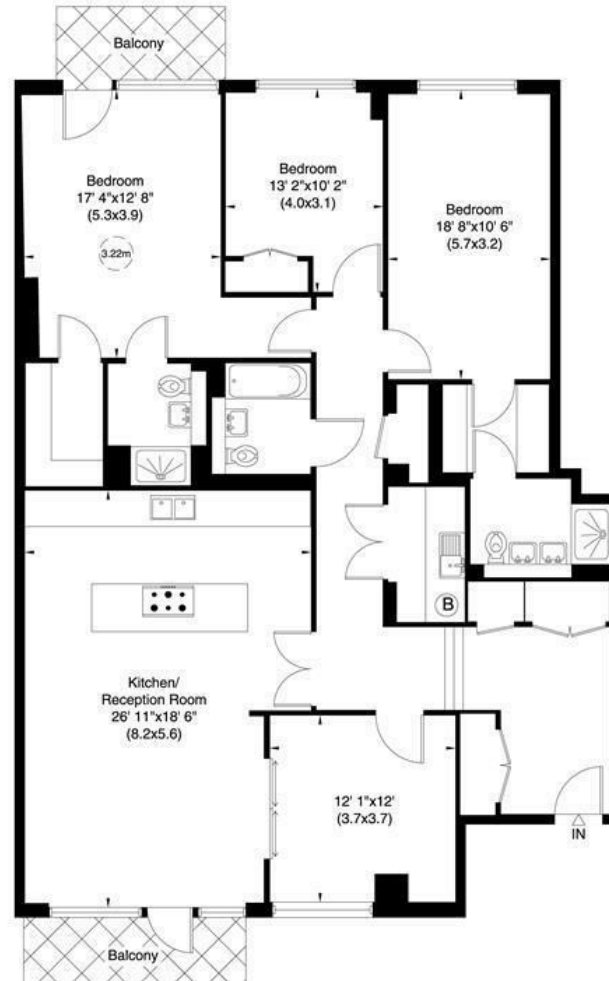 Balcony
Bedroom
17' 4"x12' 8"
(5.3x3.9)
3.22m
Bedroom
13' 2"x10' 2"
(4.0x3.1)
Bedroom
18' 8"x10' 6"
(5.7x3.2)
B
Kitchen/
Reception Room
26' 11"x18' 6"
(8.2x5.6)
12' 1"x12'
(3.7x3.7)
IN
Balcony